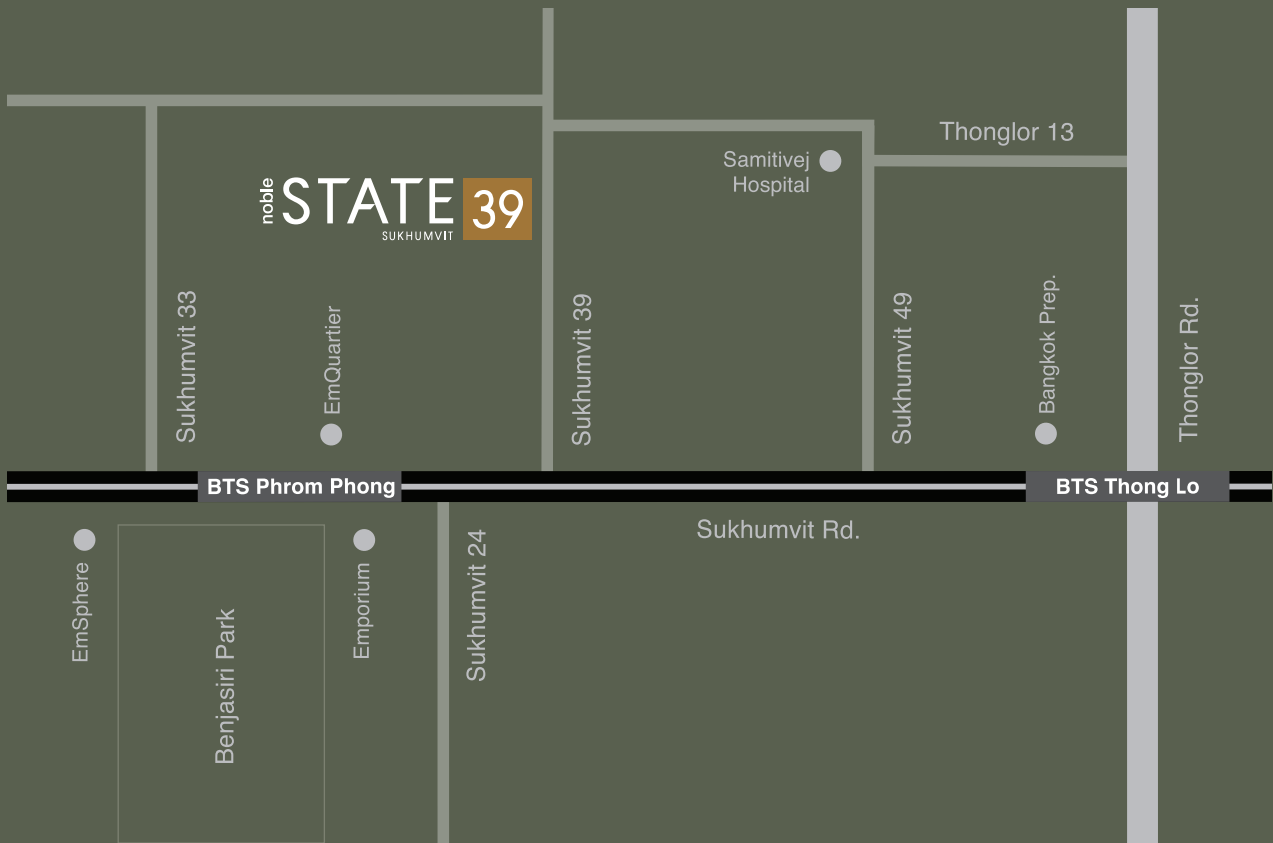 Thonglor 13
Samitivej
Hospital
noble
STATE 39
SUKHUMVIT
Sukhumvit 33
EmQuartier
Sukhumvit 39
Sukhumvit 49
Bangkok Prep.
Thonglor Rd.
BTS Phrom Phong
BTS Thong Lo
Sukhumvit Rd.
EmSphere
Benjasiri Park
Emporium
Sukhumvit 24